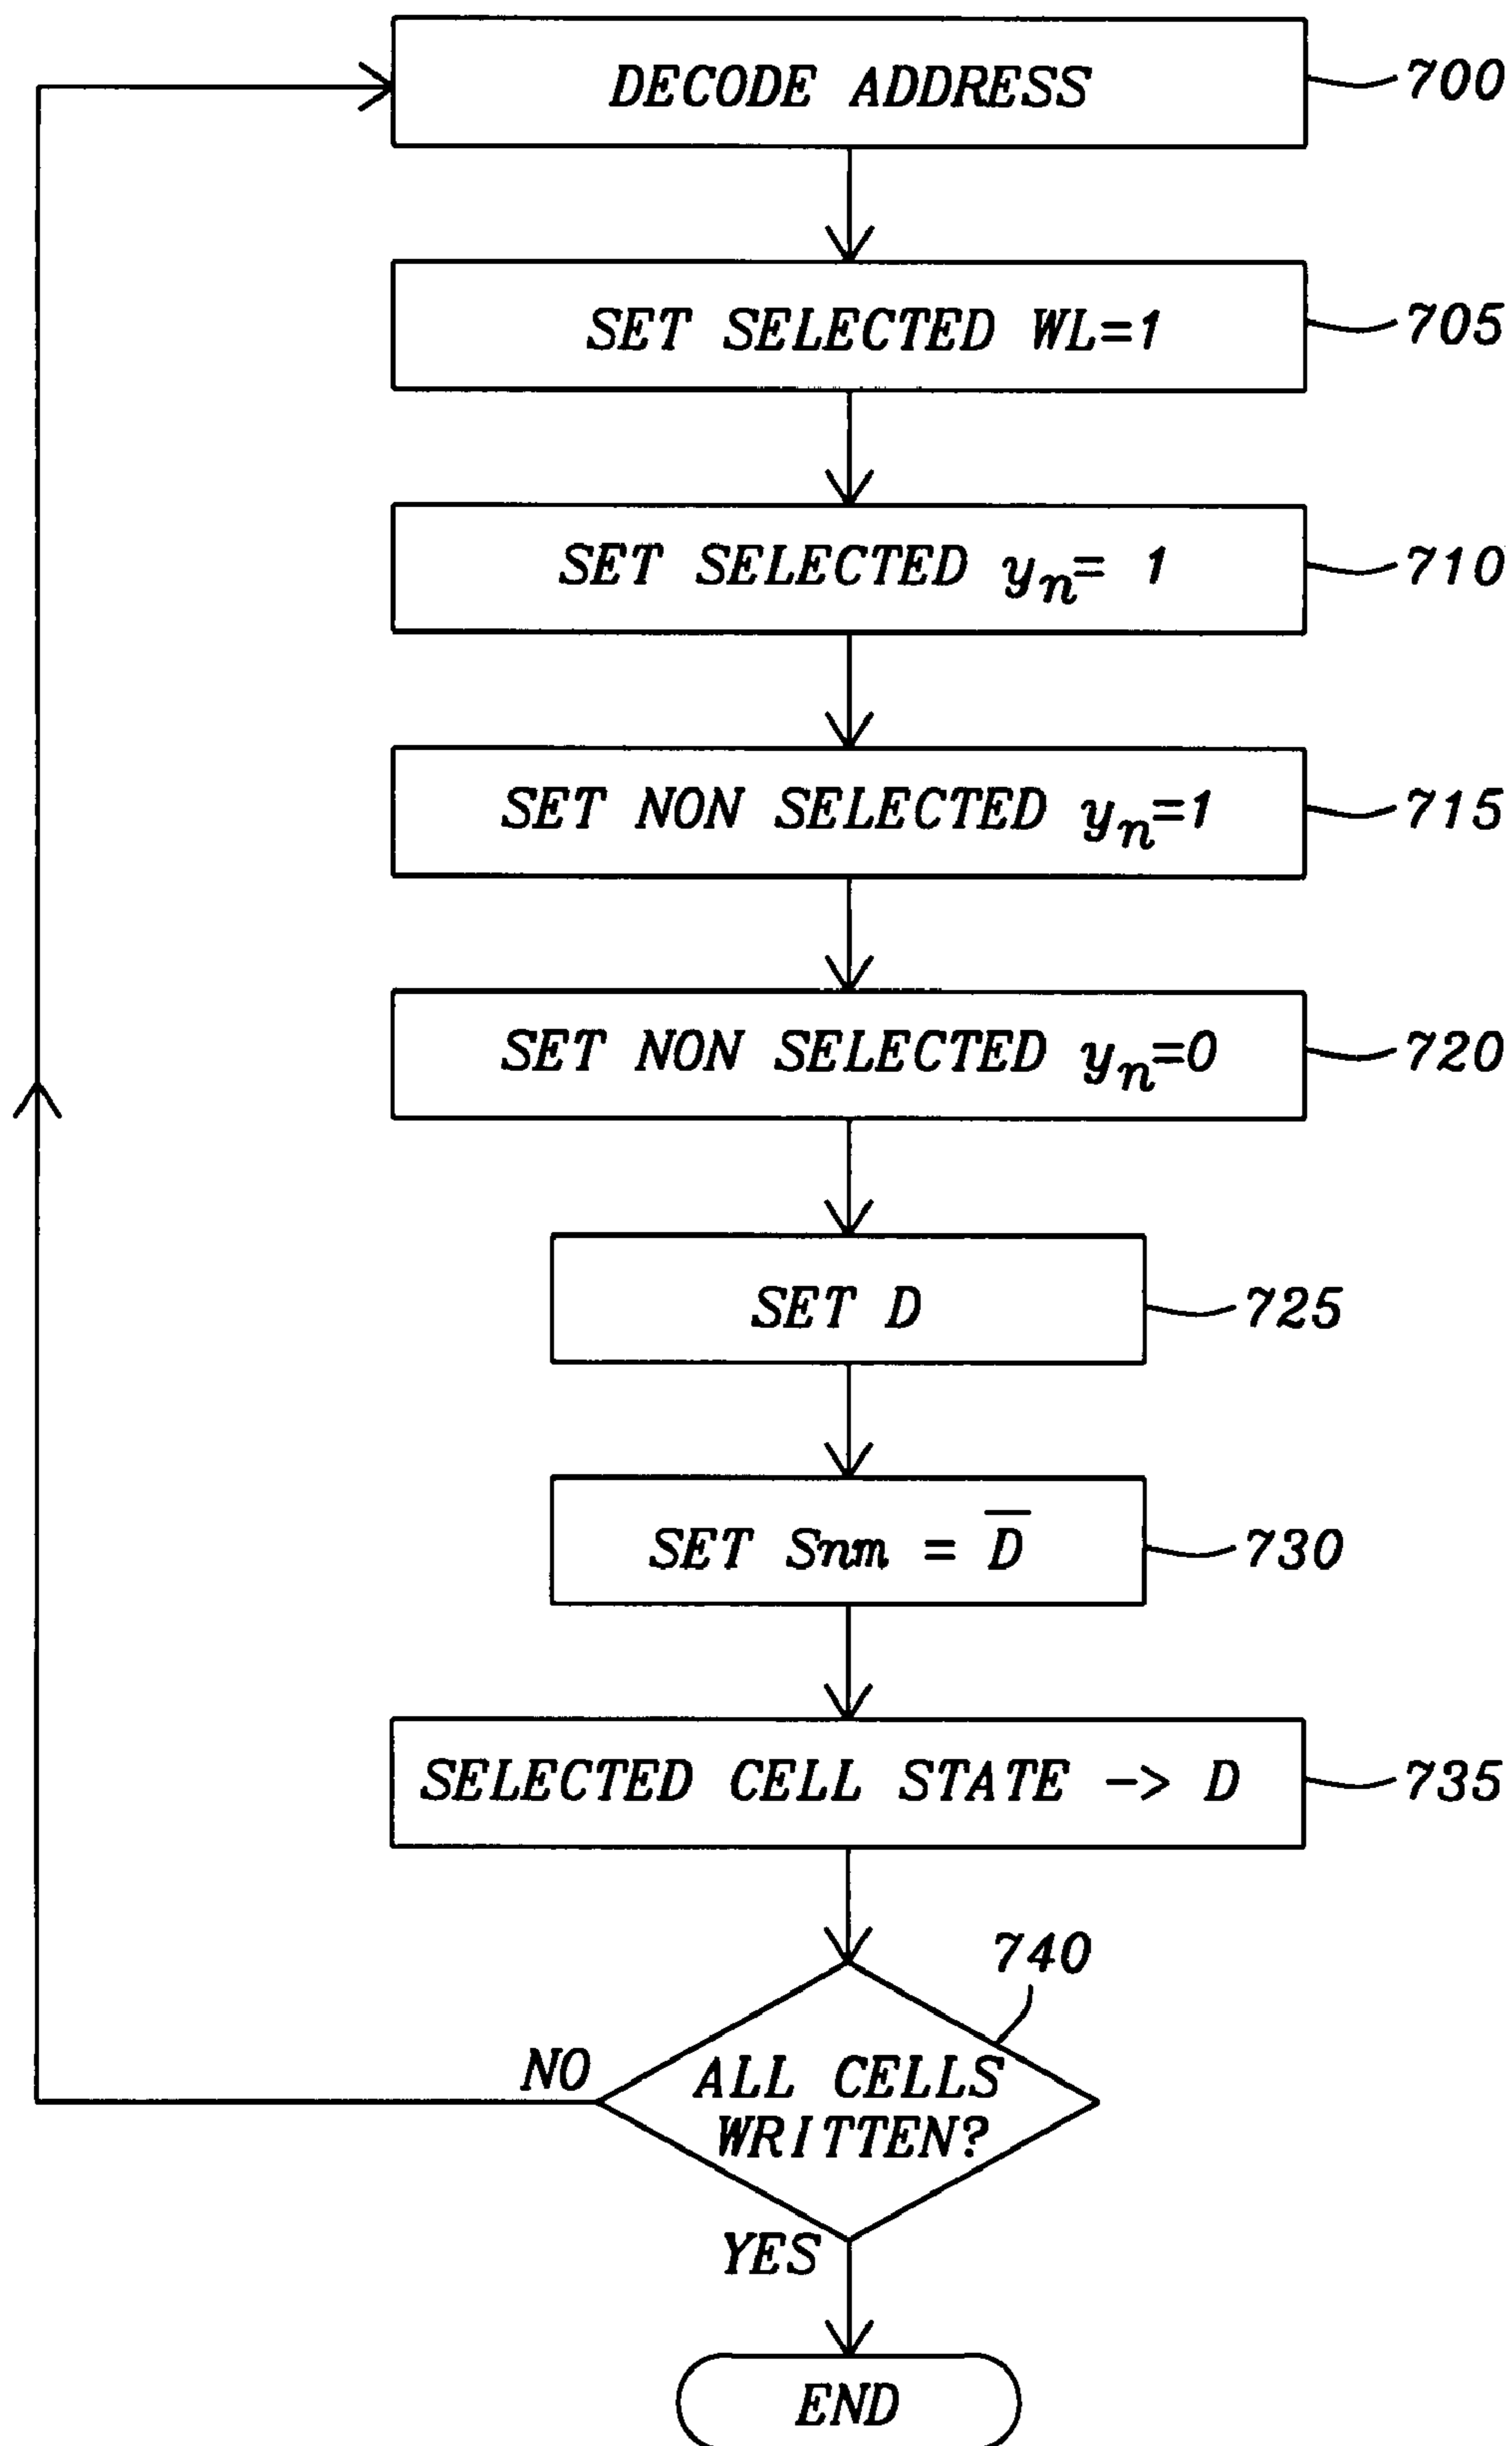 DECODE ADDRESS 700
SET SELECTED WL=1 705
SET SELECTED yₙ= 1 710
SET NON SELECTED yₙ=1 715
SET NON SELECTED yₙ=0 720
SET D 725
SET Snm = D̅ 730
SELECTED CELL STATE -> D 735
740
NO
ALL CELLS
WRITTEN?
YES
END